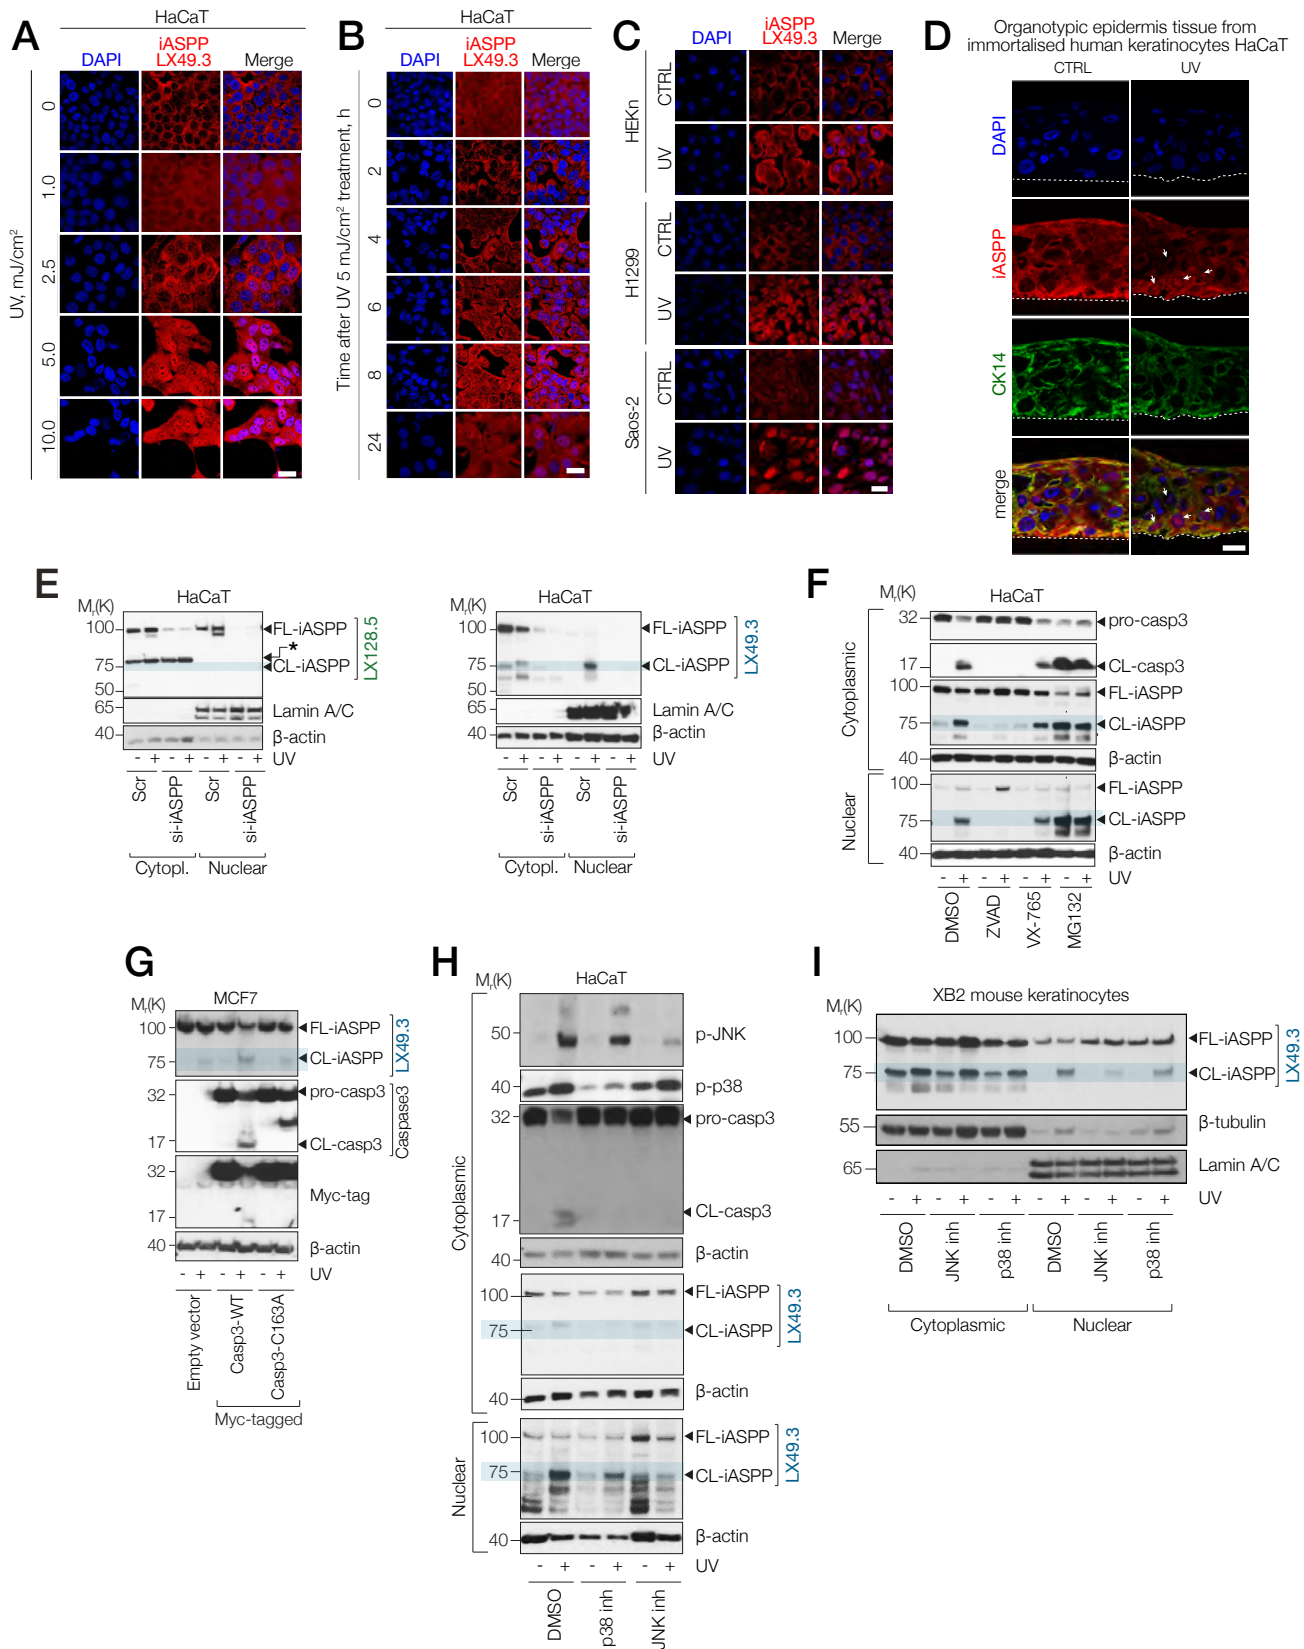 A
HaCaT
DAPI
iASPP
LX49.3
Merge
UV, mJ/cm²
0
1.0
2.5
5.0
10.0
B
HaCaT
DAPI
iASPP
LX49.3
Merge
Time after UV 5 mJ/cm² treatment, h
0
2
4
6
8
24
C
DAPI
iASPP
LX49.3
Merge
HEKn
CTRL
UV
H1299
CTRL
UV
Saos-2
CTRL
UV
D
Organotypic epidermis tissue from
immortalised human keratinocytes HaCaT
CTRL
UV
DAPI
iASPP
CK14
merge
E
HaCaT
Mᵣ(K)
100
75
50
65
40
FL-iASPP
*
CL-iASPP
LX128.5
Lamin A/C
β-actin
- + - + - + - + UV
Scr
si-iASPP
Scr
si-iASPP
Cytopl.
Nuclear
HaCaT
Mᵣ(K)
100
75
50
65
40
FL-iASPP
CL-iASPP
LX49.3
Lamin A/C
β-actin
- + - + - + - + UV
Scr
si-iASPP
Scr
si-iASPP
Cytopl.
Nuclear
F
Mᵣ(K)
HaCaT
Cytoplasmic
32
pro-casp3
17
CL-casp3
100
FL-iASPP
75
CL-iASPP
40
β-actin
Nuclear
100
FL-iASPP
75
CL-iASPP
40
β-actin
- + - + - + - + UV
DMSO
ZVAD
VX-765
MG132
G
Mᵣ(K)
MCF7
100
FL-iASPP
75
CL-iASPP
LX49.3
32
pro-casp3
17
CL-casp3
Caspase3
32
Myc-tag
17
40
β-actin
- + - + - + UV
Empty vector
Casp3-WT
Casp3-C163A
Myc-tagged
H
Mᵣ(K)
HaCaT
Cytoplasmic
50
p-JNK
40
p-p38
32
pro-casp3
17
CL-casp3
40
β-actin
100
FL-iASPP
75
CL-iASPP
LX49.3
40
β-actin
Nuclear
100
FL-iASPP
75
CL-iASPP
LX49.3
40
β-actin
- + - + - + UV
DMSO
p38 inh
JNK inh
I
Mᵣ(K)
XB2 mouse keratinocytes
100
FL-iASPP
75
CL-iASPP
LX49.3
55
β-tubulin
65
Lamin A/C
- + - + - + - + - + - + UV
DMSO
JNK inh
p38 inh
DMSO
JNK inh
p38 inh
Cytoplasmic
Nuclear